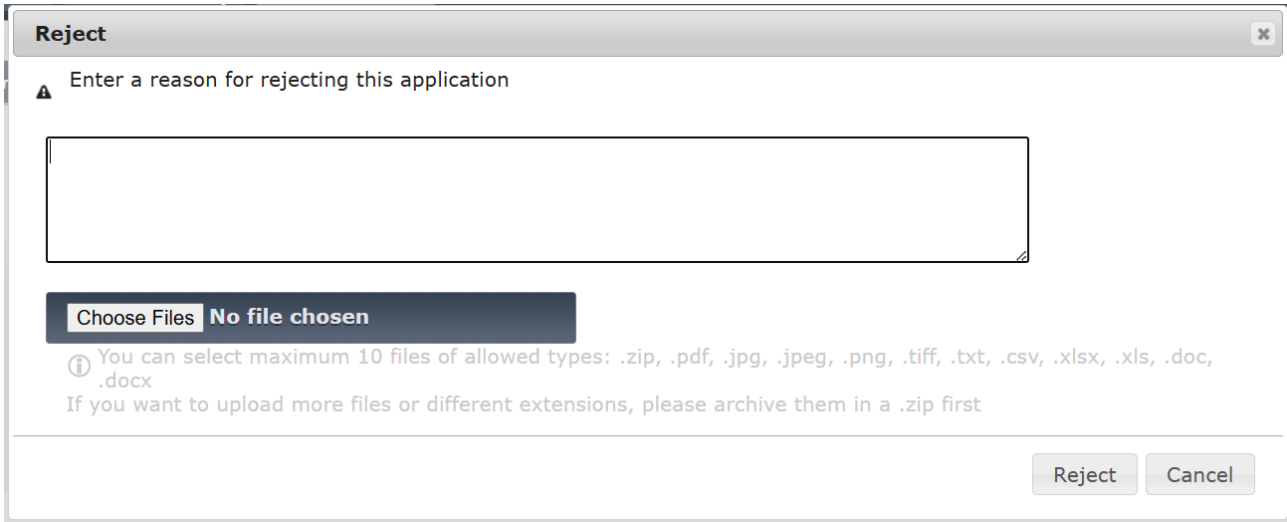 Reject
Enter a reason for rejecting this application
Choose Files No file chosen
You can select maximum 10 files of allowed types: .zip, .pdf, .jpg, .jpeg, .png, .tiff, .txt, .csv, .xlsx, .xls, .doc,
.docx
If you want to upload more files or different extensions, please archive them in a .zip first
Reject Cancel